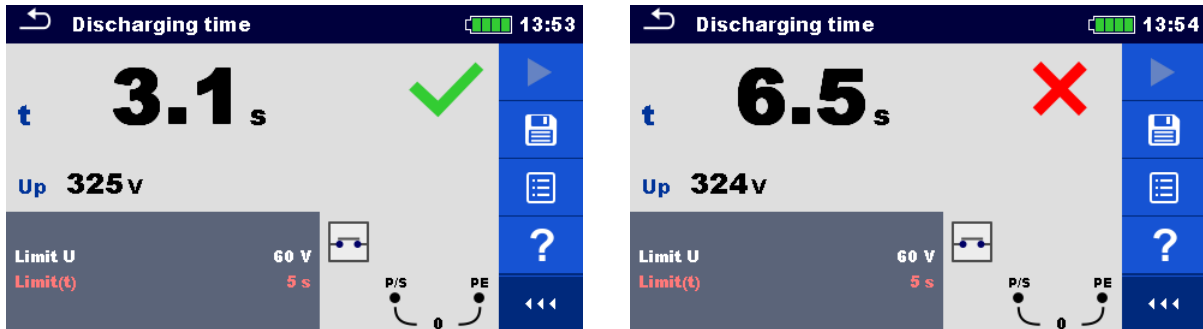 Discharging time 13:53
t 3.1 s
Up 325 V
Limit U 60 V
Limit(t) 5 s
P/S PE
0
?
Discharging time 13:54
t 6.5 s
Up 324 V
Limit U 60 V
Limit(t) 5 s
P/S PE
0
?